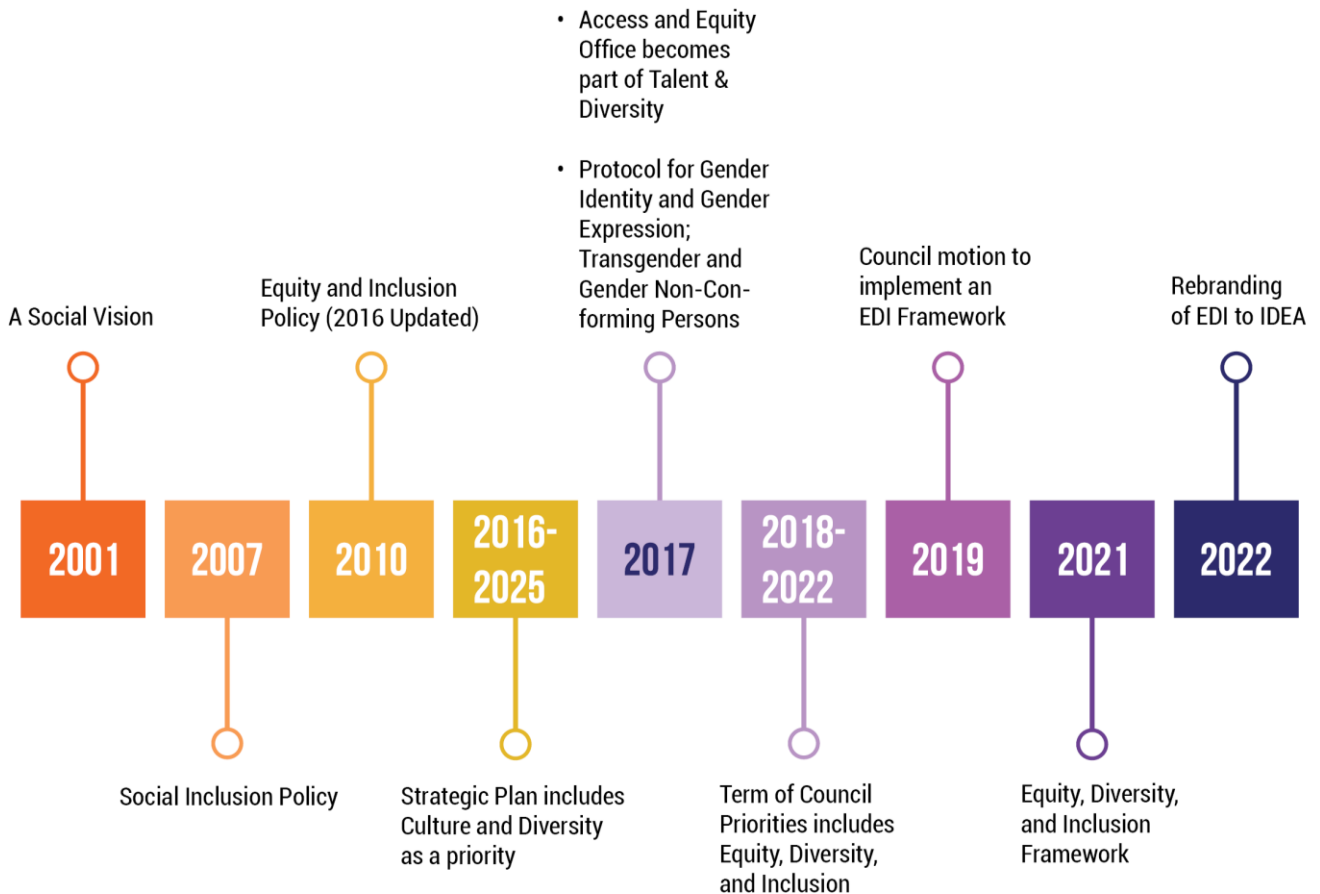 • Access and Equity
Office becomes
part of Talent &
Diversity
• Protocol for Gender
Identity and Gender
Expression;
Transgender and
Gender Non-Con-
forming Persons
A Social Vision
Equity and Inclusion
Policy (2016 Updated)
Council motion to
implement an
EDI Framework
Rebranding
of EDI to IDEA
2001
2007
2010
2016-
2025
2017
2018-
2022
2019
2021
2022
Social Inclusion Policy
Strategic Plan includes
Culture and Diversity
as a priority
Term of Council
Priorities includes
Equity, Diversity,
and Inclusion
Equity, Diversity,
and Inclusion
Framework